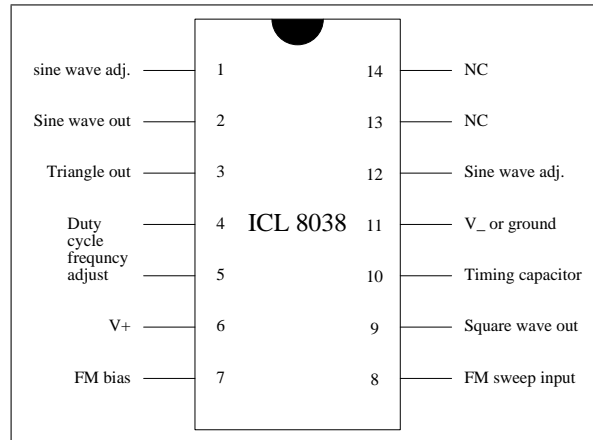 sine wave adj. 1 14 NC
Sine wave out 2 13 NC
Triangle out 3 12 Sine wave adj.
Duty
cycle
frequncy
adjust
4 ICL 8038 11 V_ or ground
5 10 Timing capacitor
V+ 6 9 Square wave out
FM bias 7 8 FM sweep input